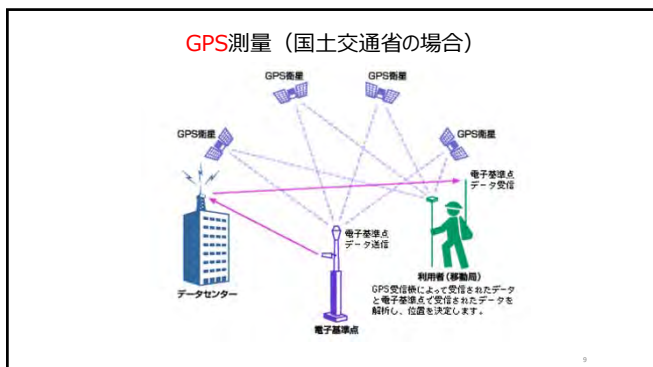 GPS測量（国土交通省の場合）
GPS衛星
GPS衛星
GPS衛星
GPS衛星
電子基準点
データ受信
電子基準点
データ送信
データセンター
電子基準点
利用者(移動局)
GPS受信機によって受信されたデータ
と電子基準点で受信されたデータを
解析し、位置を決定します。
9